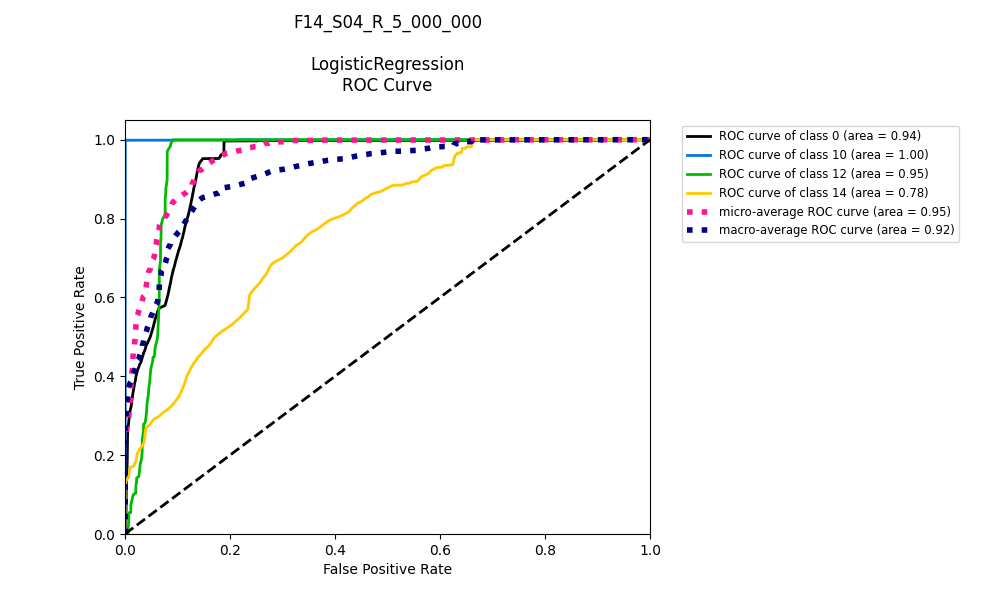 F14_S04_R_5_000_000
LogisticRegression
ROC Curve
True Positive Rate
1.0
0.8
0.6
0.4
0.2
0.0
0.0 0.2 0.4 0.6 0.8 1.0
False Positive Rate
ROC curve of class 0 (area = 0.94)
ROC curve of class 10 (area = 1.00)
ROC curve of class 12 (area = 0.95)
ROC curve of class 14 (area = 0.78)
micro-average ROC curve (area = 0.95)
macro-average ROC curve (area = 0.92)